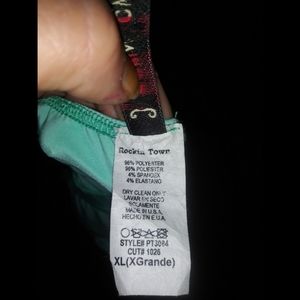 Rockin Town
96% POLYESTER
96% POLIESTER
4% SPANDEX
4% ELASTANO
DRY CLEAN ONLY
LAVAR EN SECO
SOLAMENTE
MADE IN U.S.A.
HECHO EN E.U.A.
STYLE# PT3084
CUT# 1026
XL(XGrande)